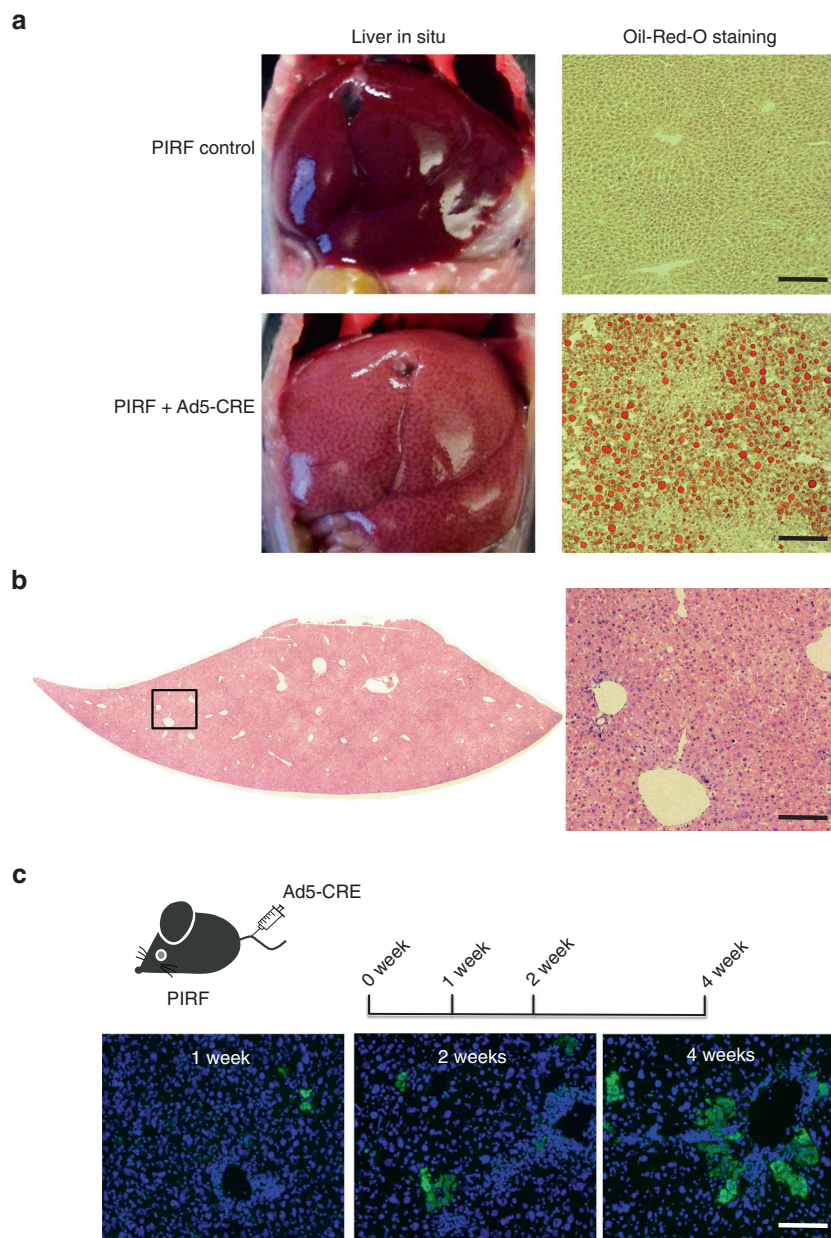 a
Liver in situ
Oil-Red-O staining
PIRF control
PIRF + Ad5-CRE
b
c
Ad5-CRE
PIRF
0 week
1 week
2 week
4 week
1 week
2 weeks
4 weeks